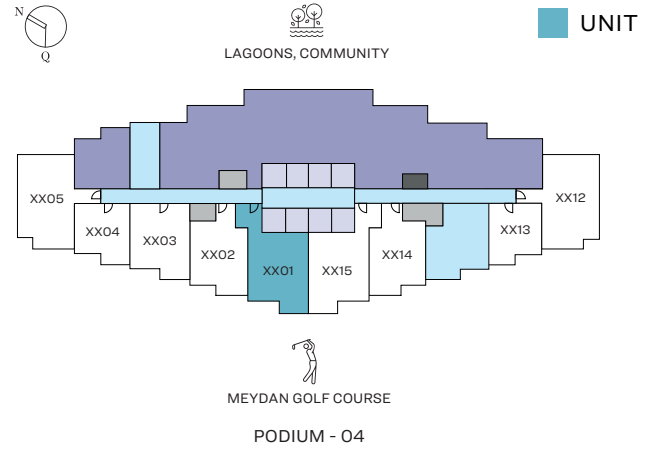 N
Q
LAGOONS, COMMUNITY
UNIT
XX05
XX12
XX04
XX03
XX02
XX01
XX15
XX14
XX13
MEYDAN GOLF COURSE
PODIUM - 04